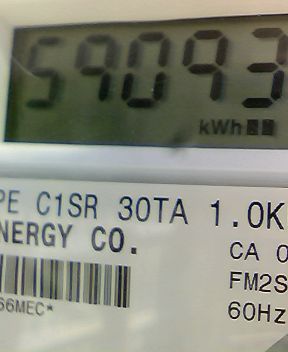 59093
kWh
PE C1SR 30TA 1.0K
NERGY CO.
CA 0
FM2S
66MEC*
60Hz